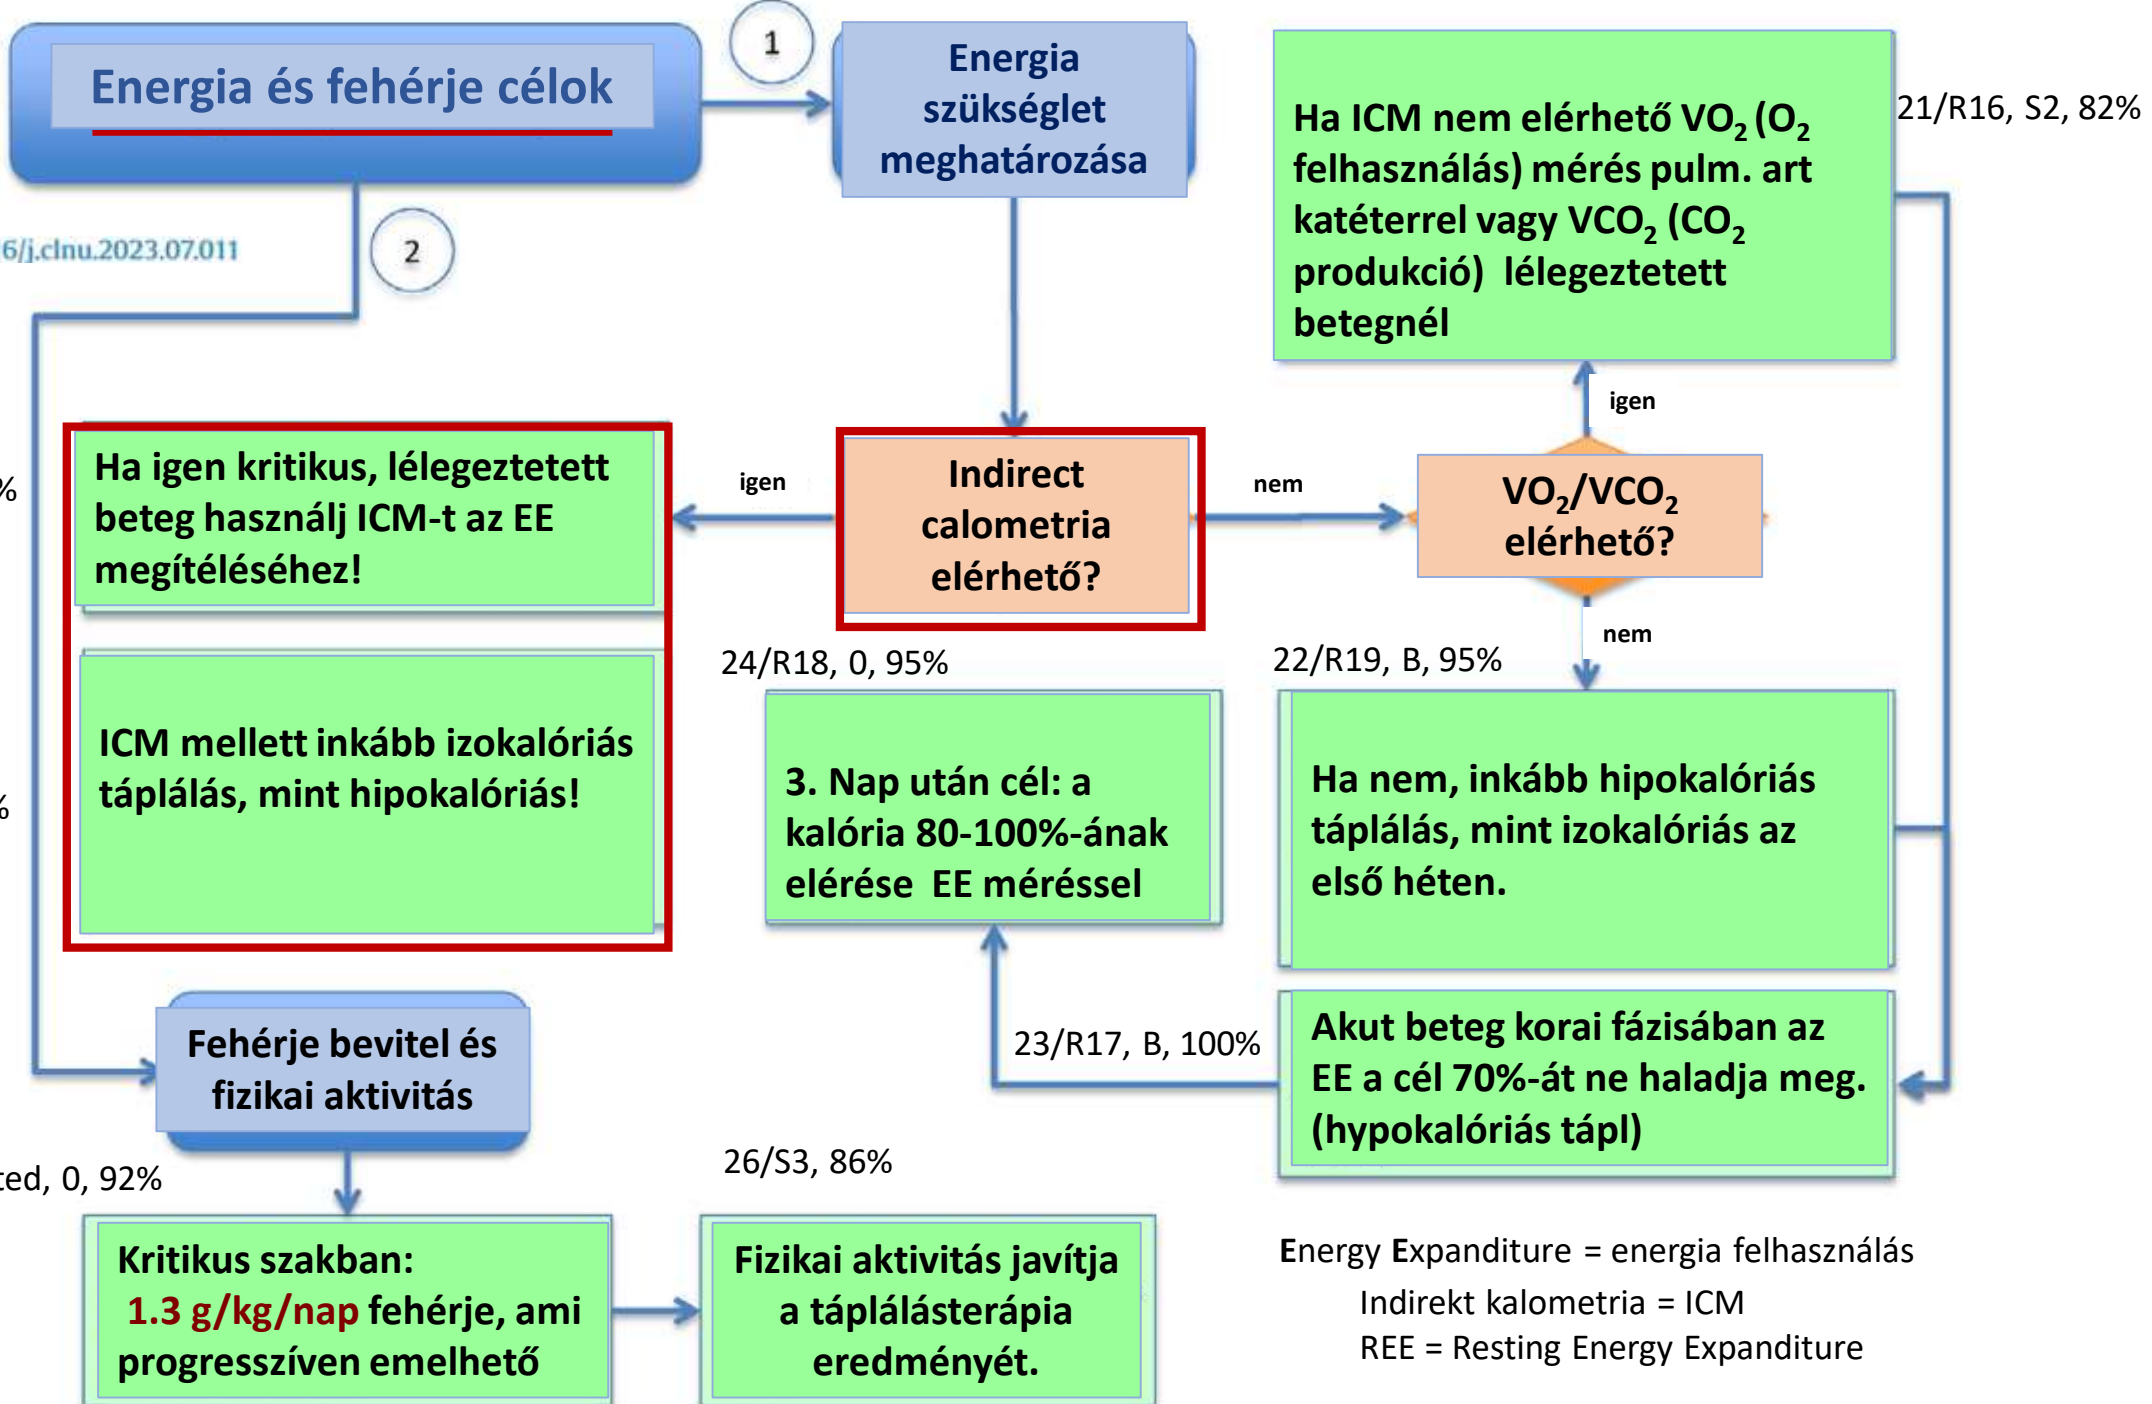 Energia és fehérje célok
1
Energia
szükséglet
meghatározása
Ha ICM nem elérhető VO₂ (O₂
felhasználás) mérés pulm. art
katéterrel vagy VCO₂ (CO₂
produkció) lélegeztetett
betegnél
21/R16, S2, 82%
6/j.clnu.2023.07.011
2
igen
Ha igen kritikus, lélegeztetett
beteg használj ICM-t az EE
megítéléséhez!
%
igen
Indirect
calometria
elérhető?
nem
VO₂/VCO₂
elérhető?
nem
24/R18, 0, 95%
22/R19, B, 95%
ICM mellett inkább izokalóriás
táplálás, mint hipokalóriás!
%
3. Nap után cél: a
kalória 80-100%-ának
elérése EE méréssel
Ha nem, inkább hipokalóriás
táplálás, mint izokalóriás az
első héten.
Fehérje bevitel és
fizikai aktivitás
23/R17, B, 100%
Akut beteg korai fázisában az
EE a cél 70%-át ne haladja meg.
(hypokalóriás tápl)
ted, 0, 92%
26/S3, 86%
Kritikus szakban:
1.3 g/kg/nap fehérje, ami
progresszíven emelhető
Fizikai aktivitás javítja
a táplálásterápia
eredményét.
Energy Expanditure = energia felhasználás
Indirekt kalometria = ICM
REE = Resting Energy Expanditure